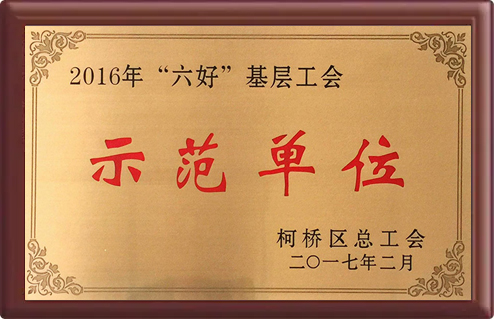 2016年“六好”基层工会
示范单位
柯桥区总工会
二〇一七年二月